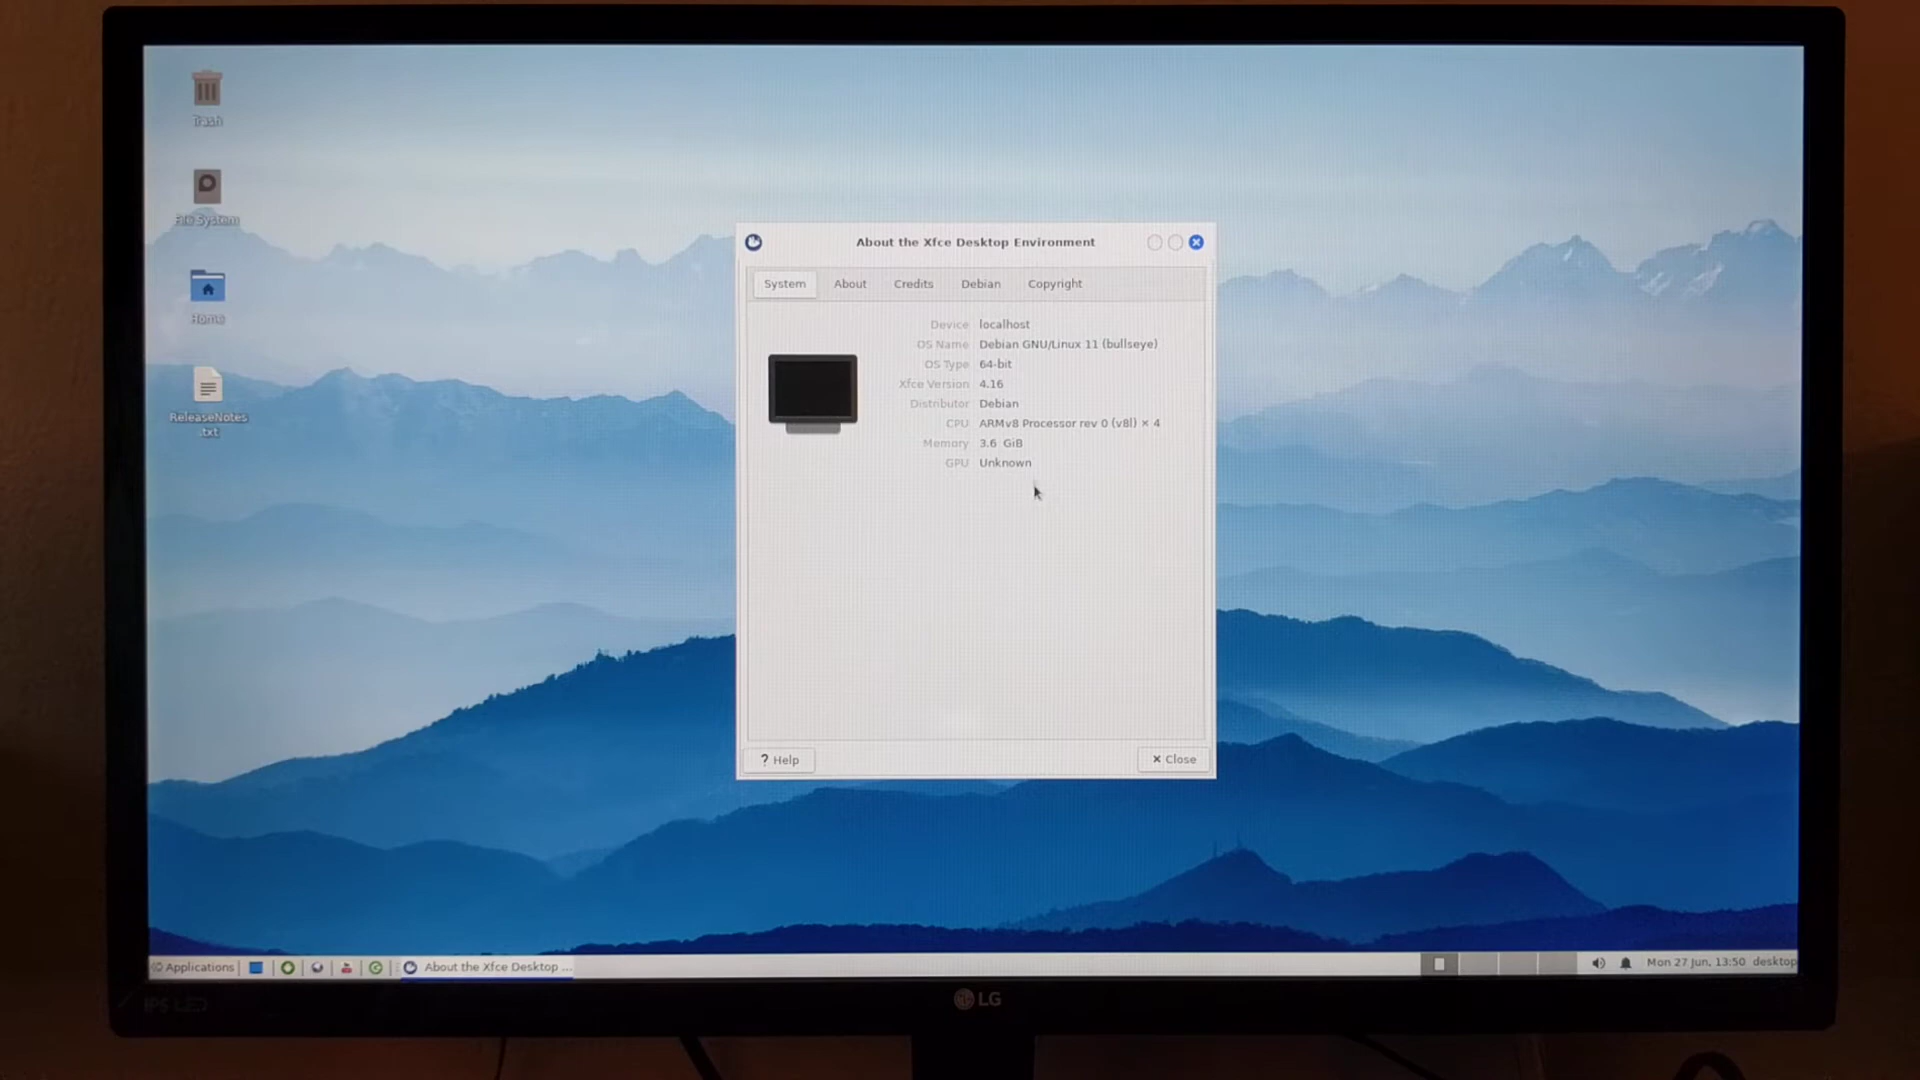 Trash
File System
Home
ReleaseNotes
.txt
About the Xfce Desktop Environment
System About Credits Debian Copyright
Device localhost
OS Name Debian GNU/Linux 11 (bullseye)
OS Type 64-bit
Xfce Version 4.16
Distributor Debian
CPU ARMv8 Processor rev 0 (v8l) × 4
Memory 3.6 GiB
GPU Unknown
? Help
× Close
Applications
About the Xfce Desktop ...
Mon 27 Jun, 13:50 desktop
IPS-LED
LG